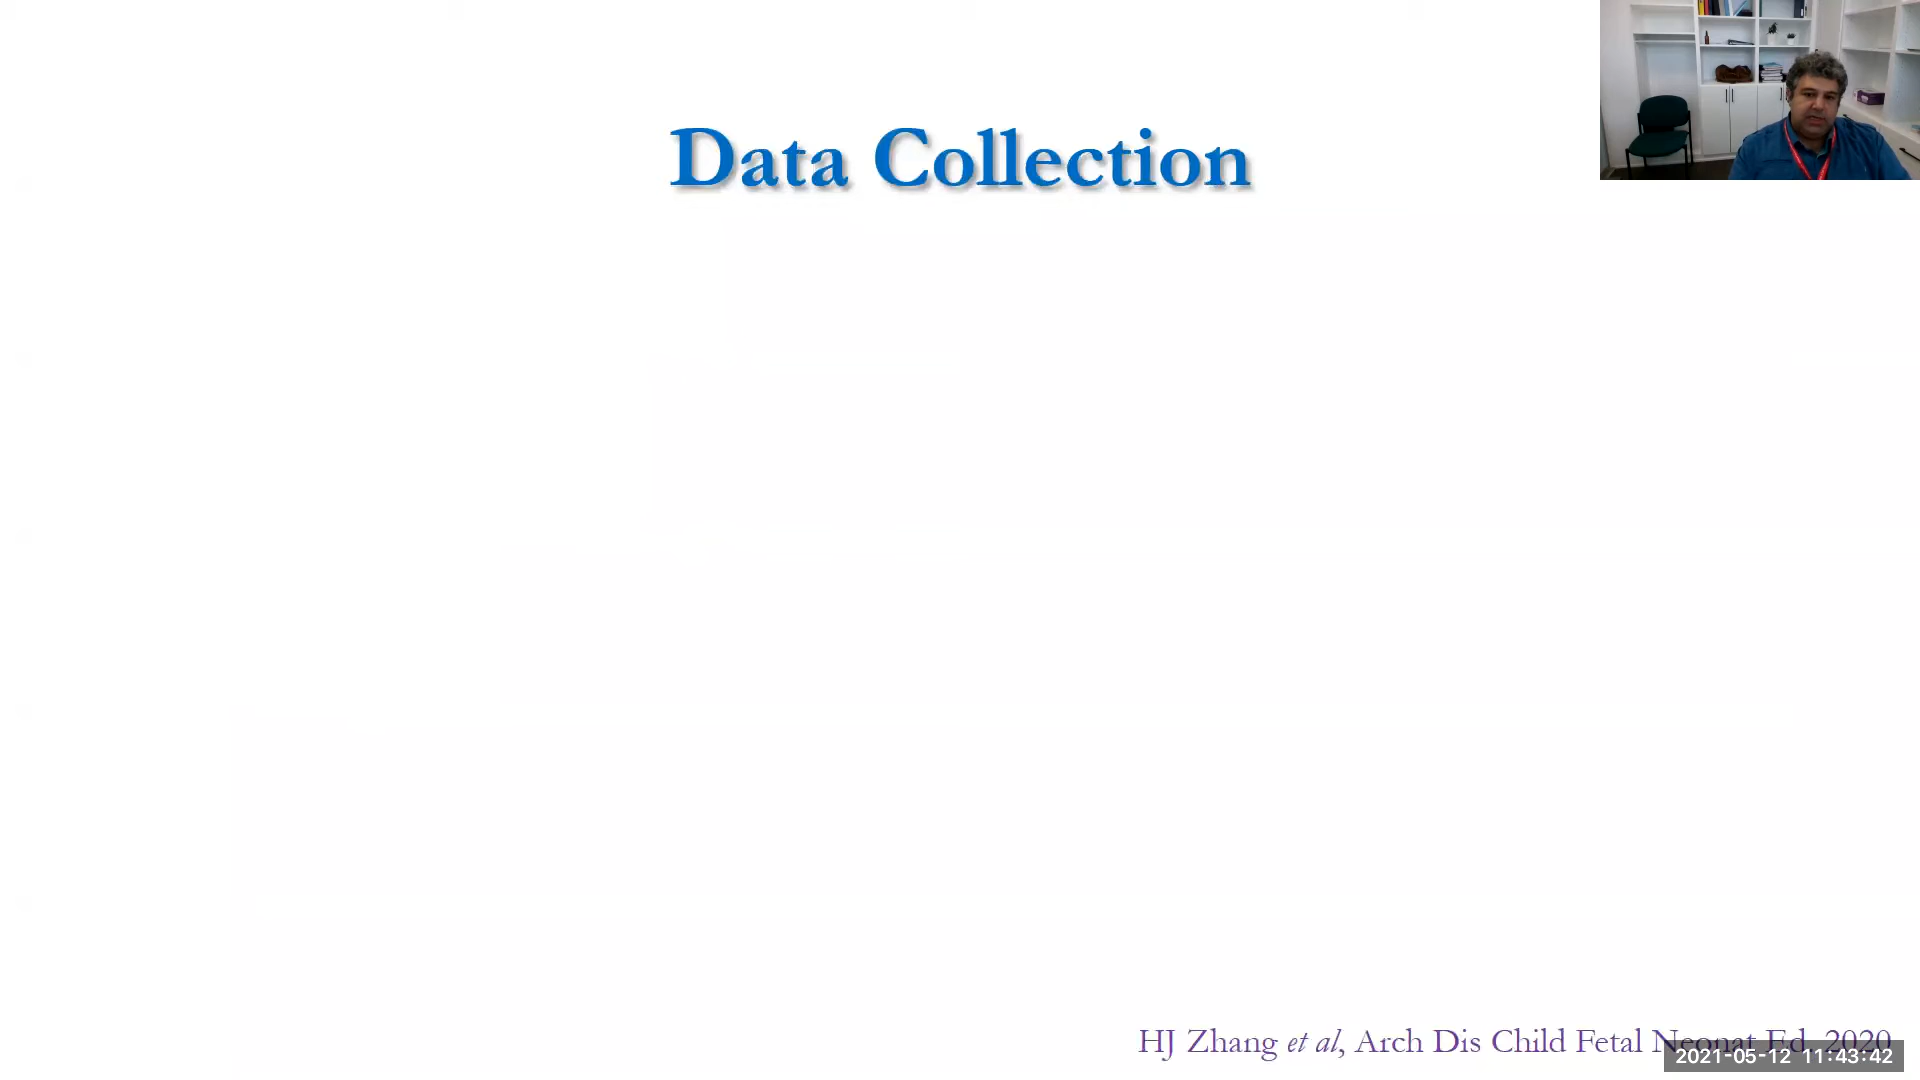 Data Collection
HJ Zhang et al, Arch Dis Child Fetal Neonat Ed. 2020
2021-05-12 11:43:42